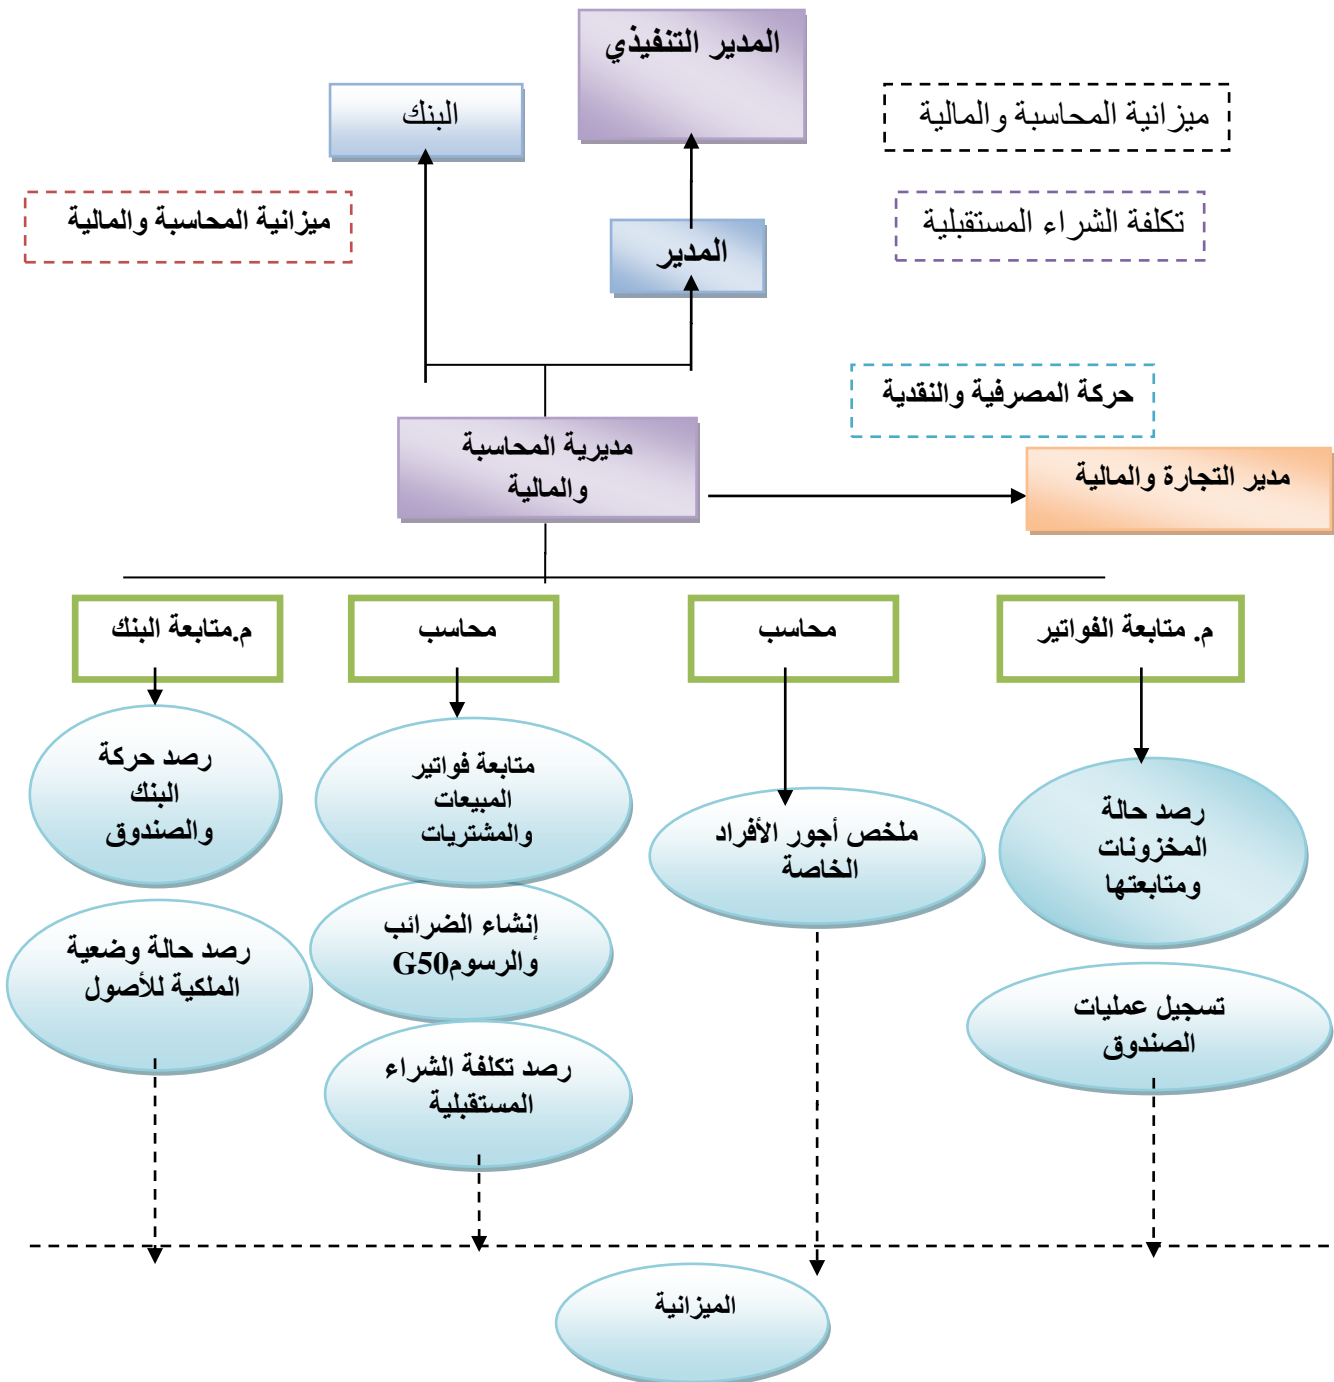 المدير التنفيذي
البنك
ميزانية المحاسبة والمالية
ميزانية المحاسبة والمالية
تكلفة الشراء المستقبلية
المدير
حركة المصرفية والنقدية
مديرية المحاسبة
والمالية
مدير التجارة والمالية
م. متابعة الفواتير
محاسب
محاسب
م.متابعة البنك
رصد حالة
المخزونات
ومتابعتها
تسجيل عمليات
الصندوق
ملخص أجور الأفراد
الخاصة
متابعة فواتير
المبيعات
والمشتريات
إنشاء الضرائب
والرسومG50
رصد تكلفة الشراء
المستقبلية
رصد حركة
البنك
والصندوق
رصد حالة وضعية
الملكية للأصول
الميزانية